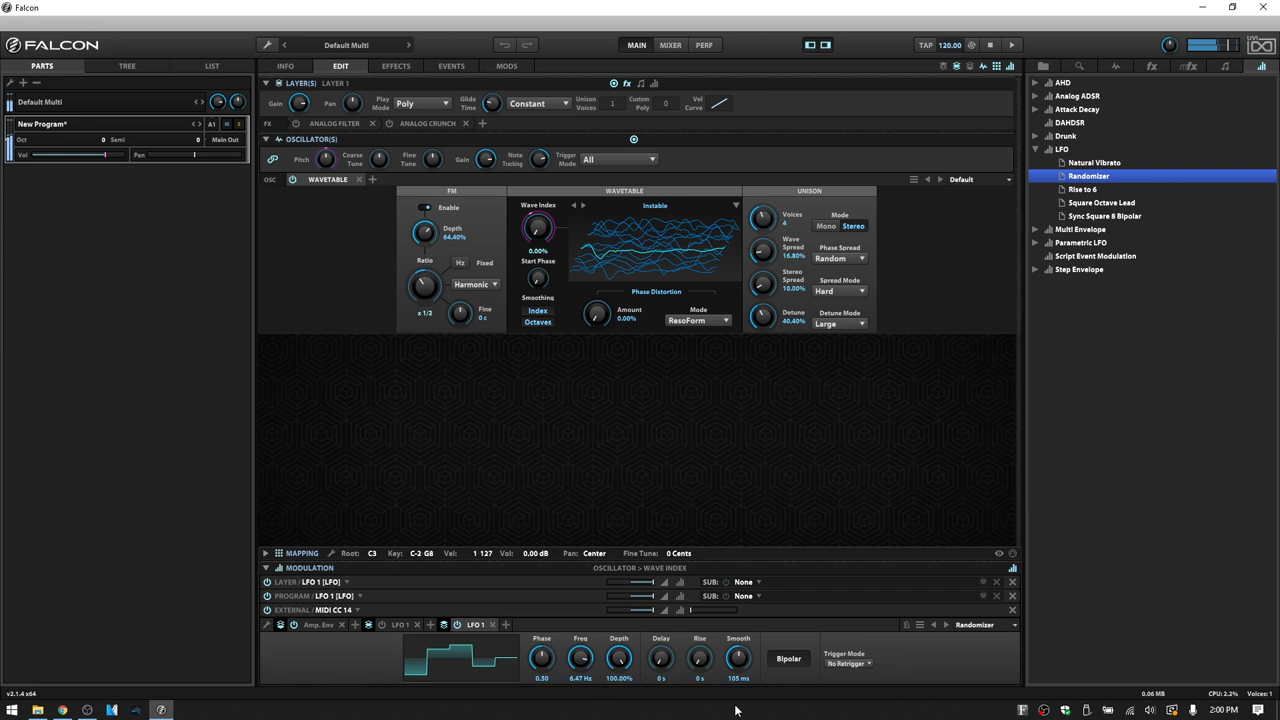 Falcon
FALCON
Default Multi
MAIN MIXER PERF
TAP 120.00
UVI
PARTS TREE LIST
INFO EDIT EFFECTS EVENTS MODS
fx mfx
Default Multi
New Program* A1 M S
Oct 0 Semi 0 Main Out
Vol Pan
LAYER(S) LAYER 1 fx
Gain Pan Play Mode Poly Glide Time Constant Unison Voices 1 Custom Poly 0 Vel Curve
FX ANALOG FILTER ANALOG CRUNCH
OSCILLATOR(S)
Pitch Coarse Tune Fine Tune Gain Note Tracking Trigger Mode All
OSC WAVETABLE Default
FM WAVETABLE UNISON
Enable
Depth
64.40%
Ratio
Hz Fixed
Harmonic
x 1/2
Fine
0 c
Wave Index
0.00%
Start Phase
Smoothing
Index
Octaves
Instable
Phase Distortion
Amount
0.00%
Mode
ResoForm
Voices
4
Mode
Mono Stereo
Wave Spread
16.80%
Phase Spread
Random
Stereo Spread
10.00%
Spread Mode
Hard
Detune
40.40%
Detune Mode
Large
MAPPING Root: C3 Key: C-2 G8 Vel: 1 127 Vol: 0.00 dB Pan: Center Fine Tune: 0 Cents
MODULATION OSCILLATOR > WAVE INDEX
LAYER / LFO 1 [LFO] SUB: None
PROGRAM / LFO 1 [LFO] SUB: None
EXTERNAL / MIDI CC 14
Amp. Env LFO 1 LFO 1 Randomizer
Phase Freq Depth Delay Rise Smooth
0.50 6.47 Hz 100.00% 0 s 0 s 105 ms
Bipolar
Trigger Mode
No Retrigger
AHD
Analog ADSR
Attack Decay
DAHDSR
Drunk
LFO
Natural Vibrato
Randomizer
Rise to 6
Square Octave Lead
Sync Square 8 Bipolar
Multi Envelope
Parametric LFO
Script Event Modulation
Step Envelope
v2.1.4 x64
0.06 MB CPU: 2.2% Voices: 1
2:00 PM